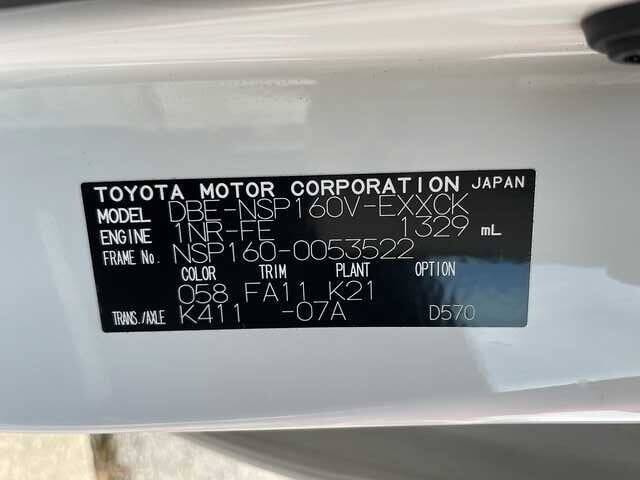 TOYOTA MOTOR CORPORATION JAPAN
MODEL DBE-NSP160V-EXXCK
ENGINE 1NR-FE 1329 mL
FRAME No. NSP160-0053522
COLOR TRIM PLANT OPTION
058 FA11 K21
TRANS./AXLE K411 -07A D570